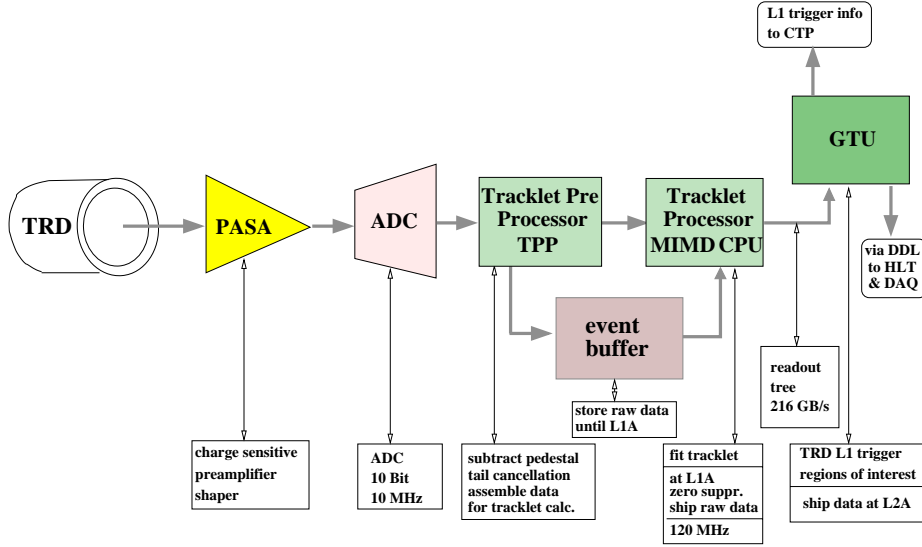 L1 trigger info
to CTP
GTU
TRD
PASA
ADC
Tracklet Pre
Processor
TPP
Tracklet
Processor
MIMD CPU
via DDL
to HLT
& DAQ
event
buffer
store raw data
until L1A
readout
tree
216 GB/s
charge sensitive
preamplifier
shaper
ADC
10 Bit
10 MHz
subtract pedestal
tail cancellation
assemble data
for tracklet calc.
fit tracklet
at L1A
zero suppr.
ship raw data
120 MHz
TRD L1 trigger
regions of interest
ship data at L2A